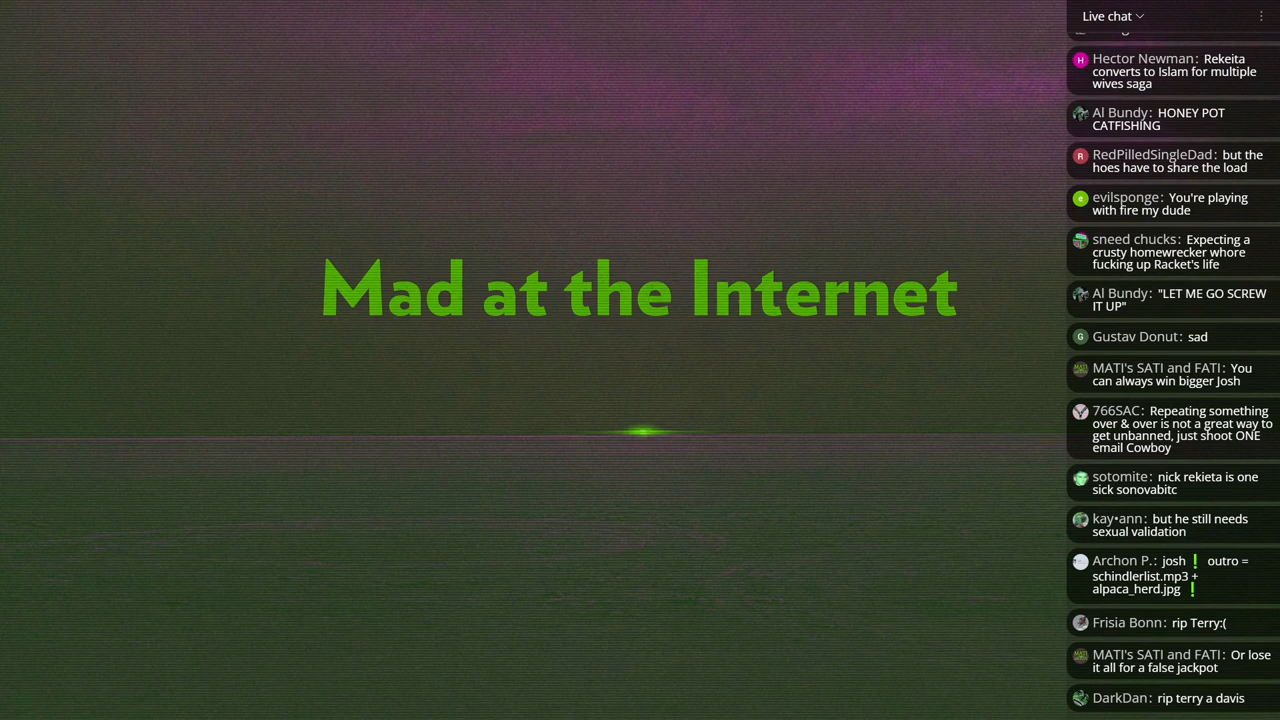 Mad at the Internet
Live chat
Hector Newman: Rekeita
converts to Islam for multiple
wives saga
Al Bundy: HONEY POT
CATFISHING
RedPilledSingleDad: but the
hoes have to share the load
evilsponge: You're playing
with fire my dude
sneed chucks: Expecting a
crusty homewrecker whore
fucking up Racket's life
Al Bundy: "LET ME GO SCREW
IT UP"
Gustav Donut: sad
MATI's SATI and FATI: You
can always win bigger Josh
766SAC: Repeating something
over & over is not a great way to
get unbanned, just shoot ONE
email Cowboy
sotomite: nick rekieta is one
sick sonovabitc
kay•ann: but he still needs
sexual validation
Archon P.: josh❗ outro =
schindlerlist.mp3 +
alpaca_herd.jpg ❗
Frisia Bonn: rip Terry:(
MATI's SATI and FATI: Or lose
it all for a false jackpot
DarkDan: rip terry a davis